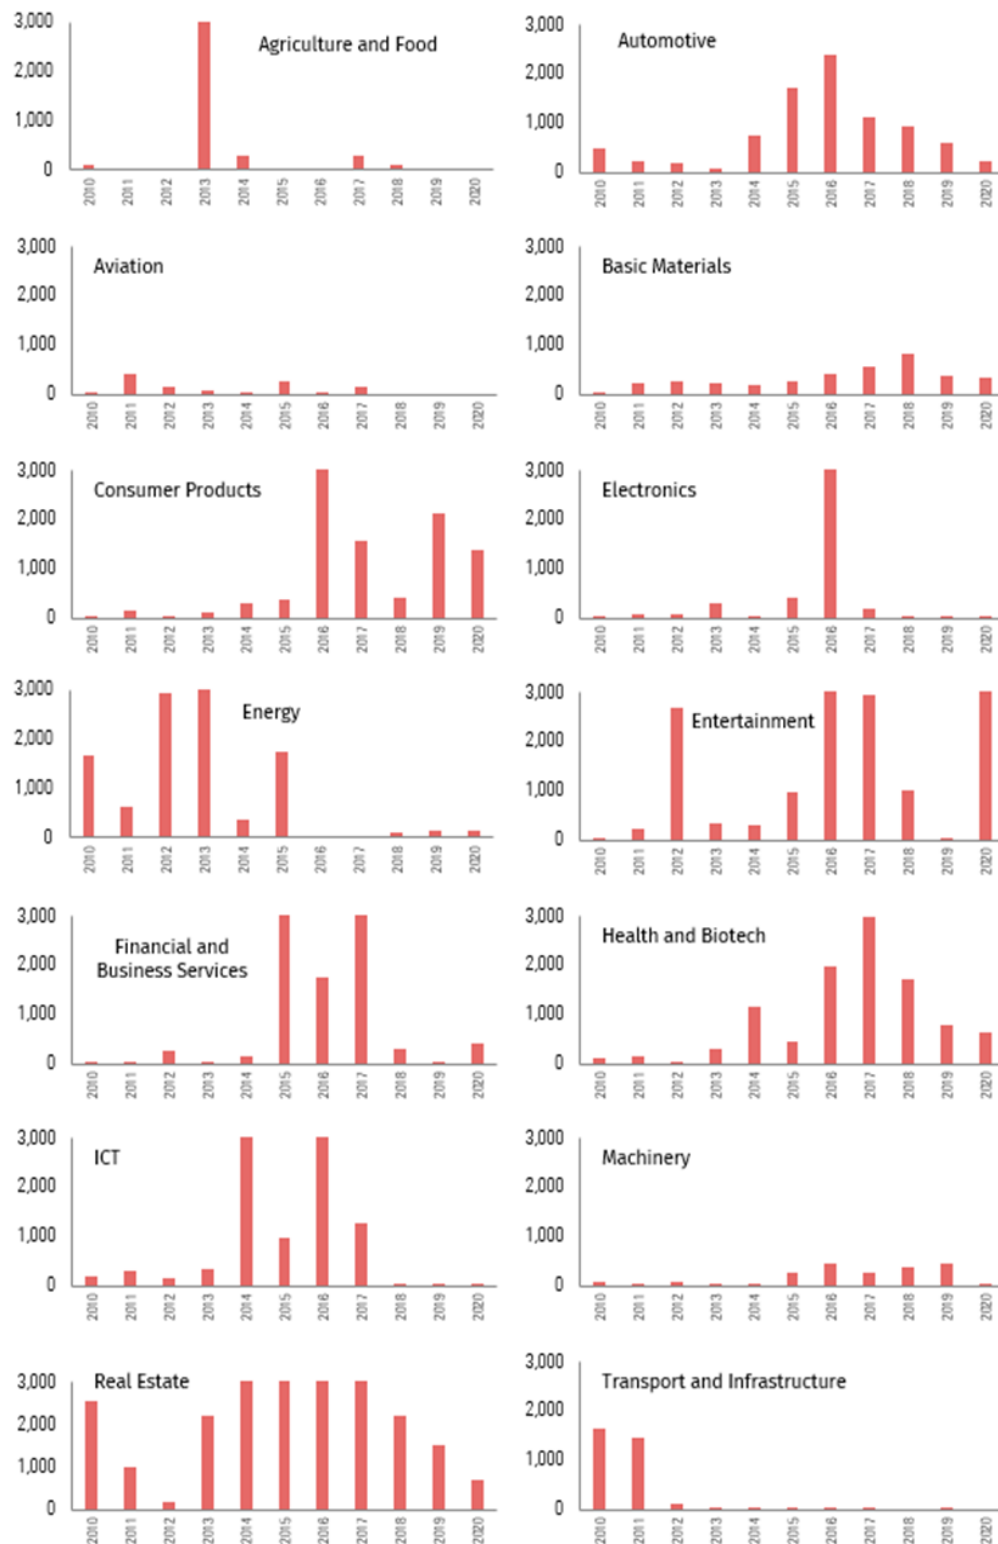 Agriculture and Food
3,000
2,000
1,000
0
2010 2011 2012 2013 2014 2015 2016 2017 2018 2019 2020
Automotive
3,000
2,000
1,000
0
2010 2011 2012 2013 2014 2015 2016 2017 2018 2019 2020
Aviation
3,000
2,000
1,000
0
2010 2011 2012 2013 2014 2015 2016 2017 2018 2019 2020
Basic Materials
3,000
2,000
1,000
0
2010 2011 2012 2013 2014 2015 2016 2017 2018 2019 2020
Consumer Products
3,000
2,000
1,000
0
2010 2011 2012 2013 2014 2015 2016 2017 2018 2019 2020
Electronics
3,000
2,000
1,000
0
2010 2011 2012 2013 2014 2015 2016 2017 2018 2019 2020
Energy
3,000
2,000
1,000
0
2010 2011 2012 2013 2014 2015 2016 2017 2018 2019 2020
Entertainment
3,000
2,000
1,000
0
2010 2011 2012 2013 2014 2015 2016 2017 2018 2019 2020
Financial and
Business Services
3,000
2,000
1,000
0
2010 2011 2012 2013 2014 2015 2016 2017 2018 2019 2020
Health and Biotech
3,000
2,000
1,000
0
2010 2011 2012 2013 2014 2015 2016 2017 2018 2019 2020
ICT
3,000
2,000
1,000
0
2010 2011 2012 2013 2014 2015 2016 2017 2018 2019 2020
Machinery
3,000
2,000
1,000
0
2010 2011 2012 2013 2014 2015 2016 2017 2018 2019 2020
Real Estate
3,000
2,000
1,000
0
2010 2011 2012 2013 2014 2015 2016 2017 2018 2019 2020
Transport and Infrastructure
3,000
2,000
1,000
0
2010 2011 2012 2013 2014 2015 2016 2017 2018 2019 2020